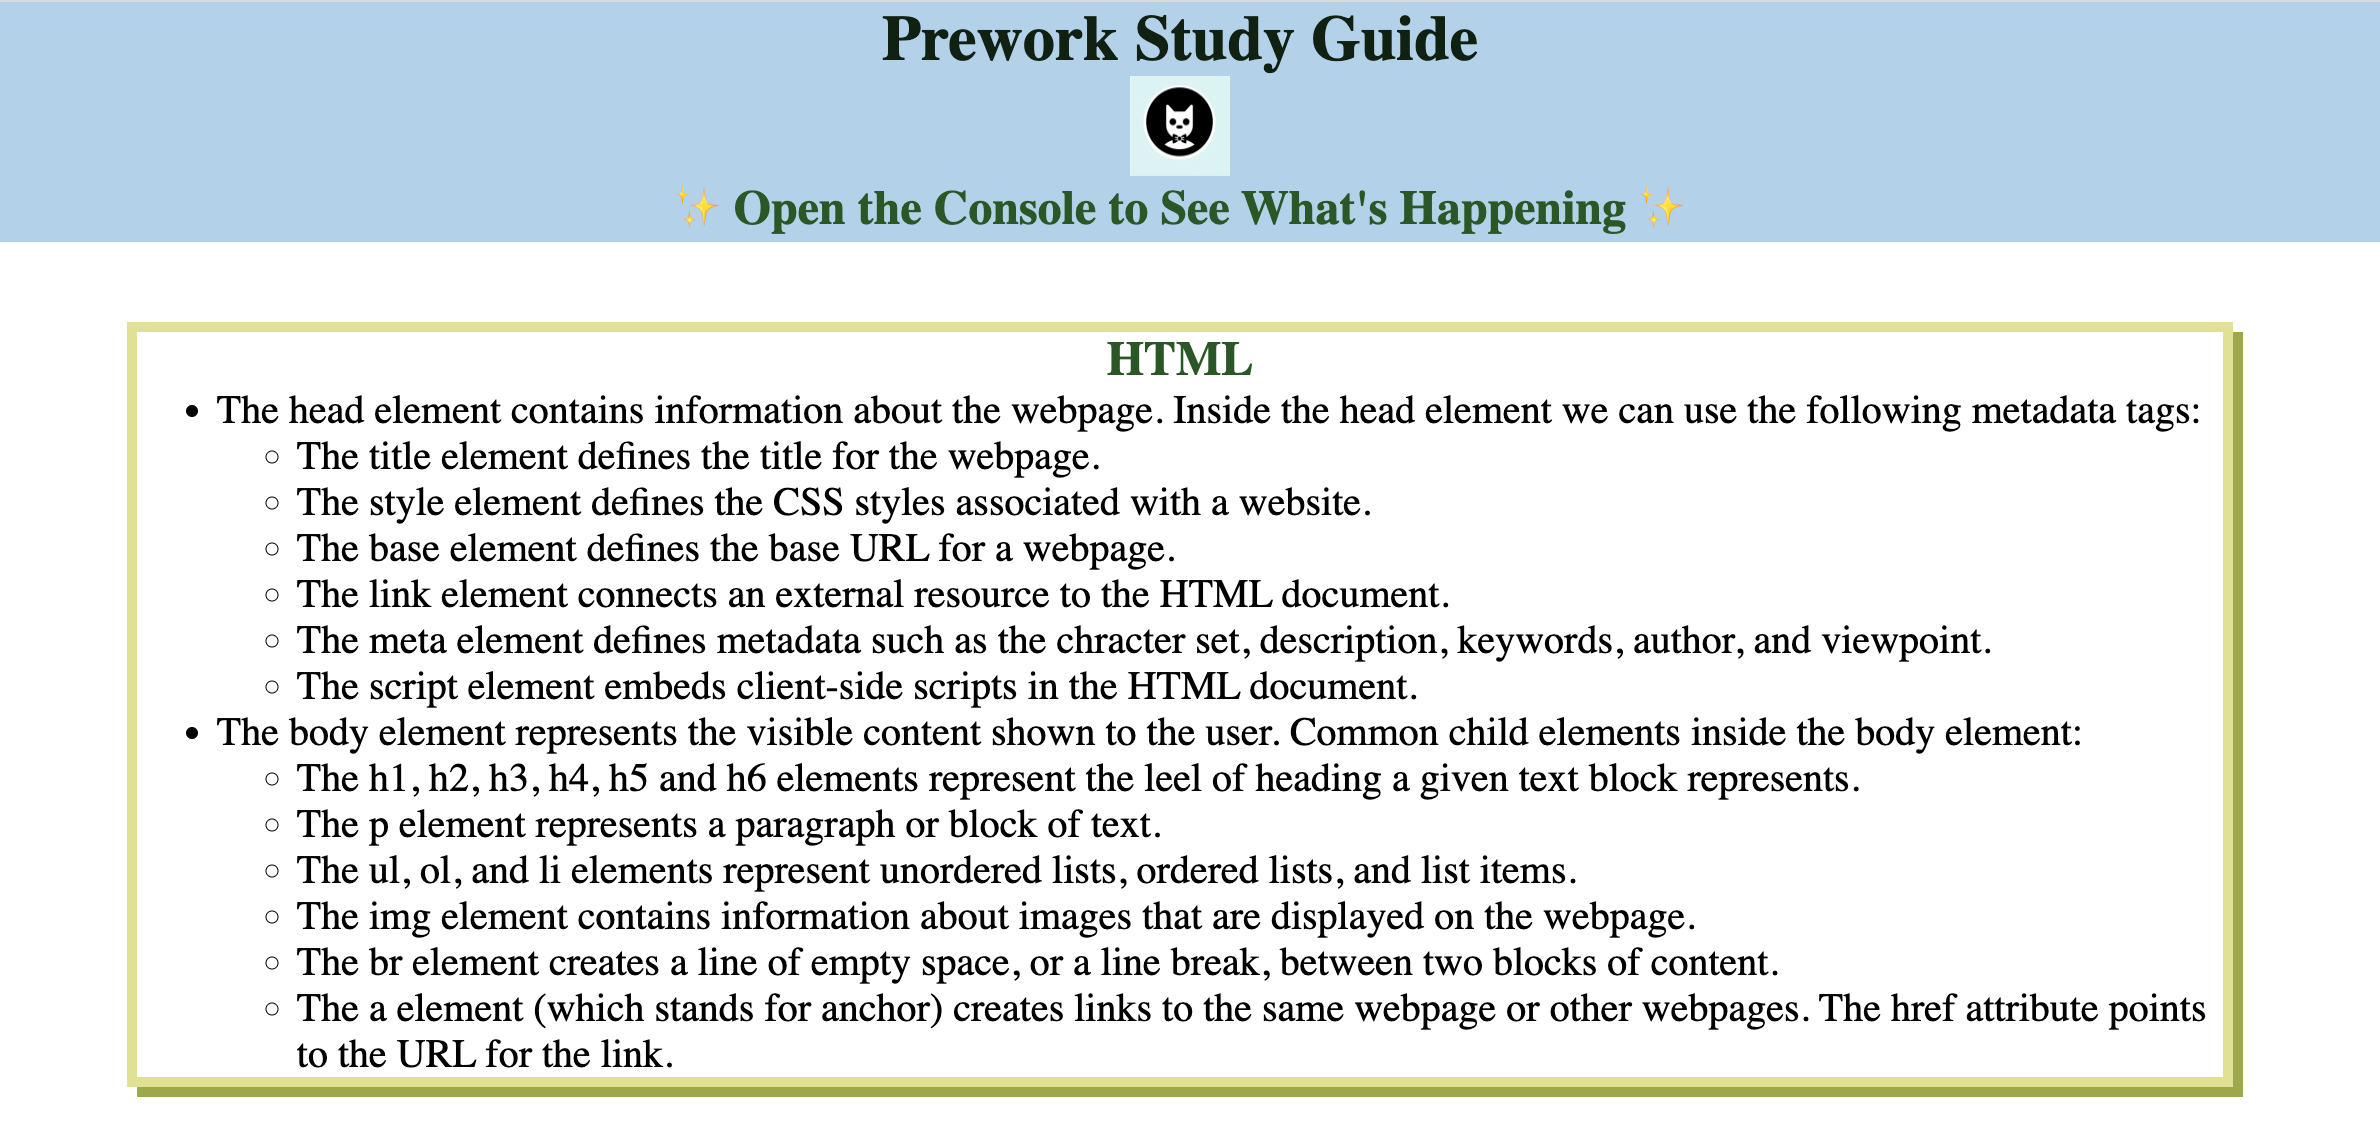 Prework Study Guide
✨ Open the Console to See What's Happening ✨
HTML
• The head element contains information about the webpage. Inside the head element we can use the following metadata tags:
◦ The title element defines the title for the webpage.
◦ The style element defines the CSS styles associated with a website.
◦ The base element defines the base URL for a webpage.
◦ The link element connects an external resource to the HTML document.
◦ The meta element defines metadata such as the chracter set, description, keywords, author, and viewpoint.
◦ The script element embeds client-side scripts in the HTML document.
• The body element represents the visible content shown to the user. Common child elements inside the body element:
◦ The h1, h2, h3, h4, h5 and h6 elements represent the leel of heading a given text block represents.
◦ The p element represents a paragraph or block of text.
◦ The ul, ol, and li elements represent unordered lists, ordered lists, and list items.
◦ The img element contains information about images that are displayed on the webpage.
◦ The br element creates a line of empty space, or a line break, between two blocks of content.
◦ The a element (which stands for anchor) creates links to the same webpage or other webpages. The href attribute points
to the URL for the link.